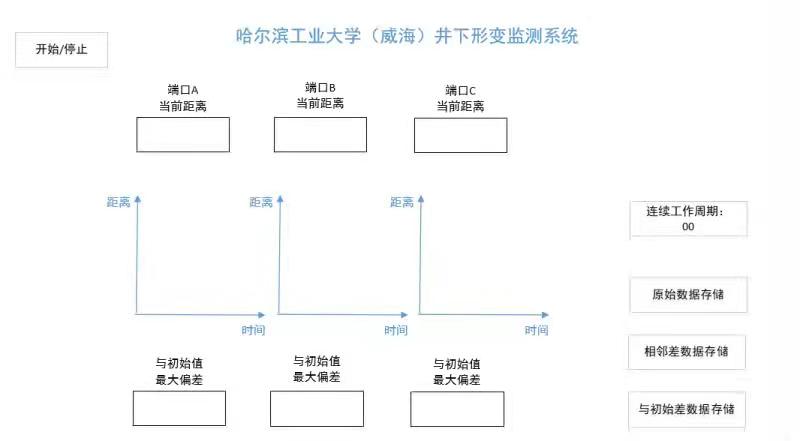 哈尔滨工业大学（威海）井下形变监测系统
开始/停止
端口A
当前距离
端口B
当前距离
端口C
当前距离
距离
距离
距离
时间
时间
时间
连续工作周期：
00
原始数据存储
相邻差数据存储
与初始差数据存储
与初始值
最大偏差
与初始值
最大偏差
与初始值
最大偏差